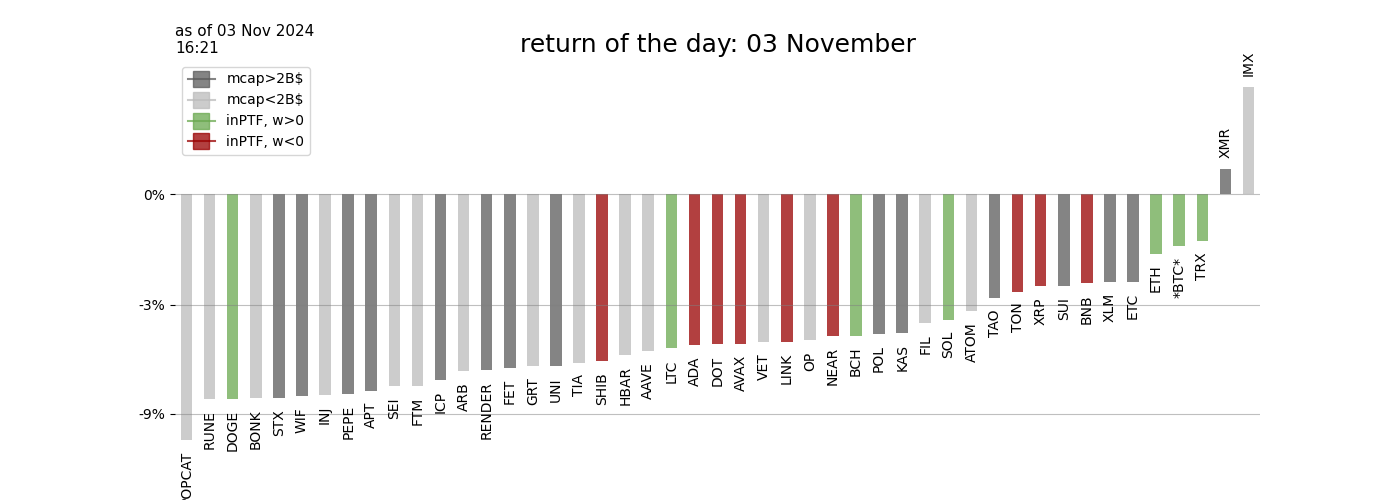 as of 03 Nov 2024
16:21
return of the day: 03 November
mcap>2B$
mcap<2B$
inPTF, w>0
inPTF, w<0
0%
-3%
-9%
OPCAT
RUNE
DOGE
BONK
STX
WIF
INJ
PEPE
APT
SEI
FTM
ICP
ARB
RENDER
FET
GRT
UNI
TIA
SHIB
HBAR
AAVE
LTC
ADA
DOT
AVAX
VET
LINK
OP
NEAR
BCH
POL
KAS
FIL
SOL
ATOM
TAO
TON
XRP
SUI
BNB
XLM
ETC
ETH
*BTC*
TRX
XMR
IMX